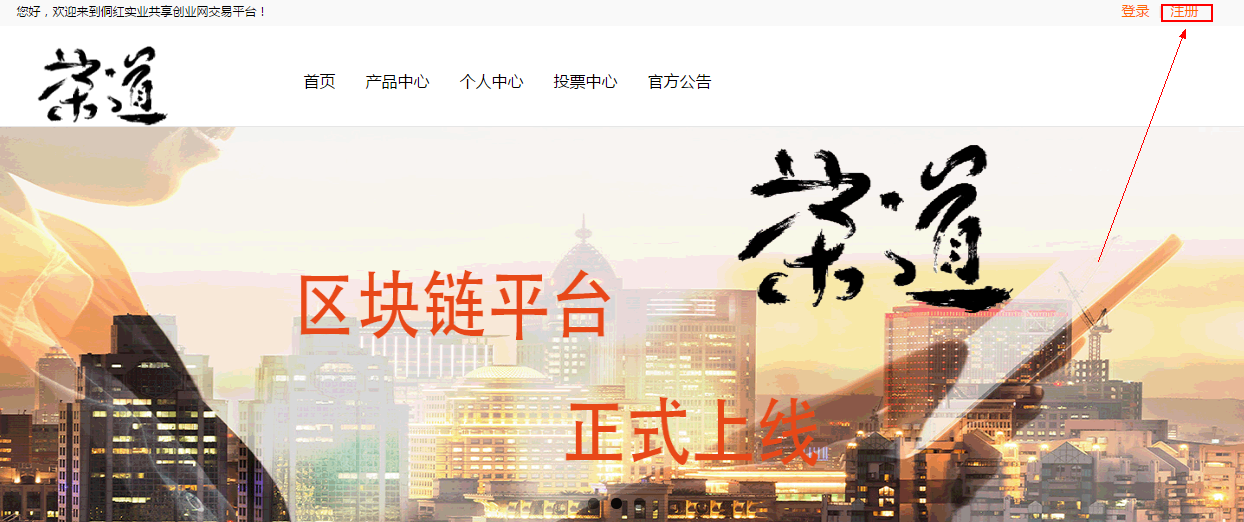 您好，欢迎来到侗红实业共享创业网交易平台！
登录 注册
茶道
首页 产品中心 个人中心 投票中心 官方公告
茶道
区块链平台
正式上线